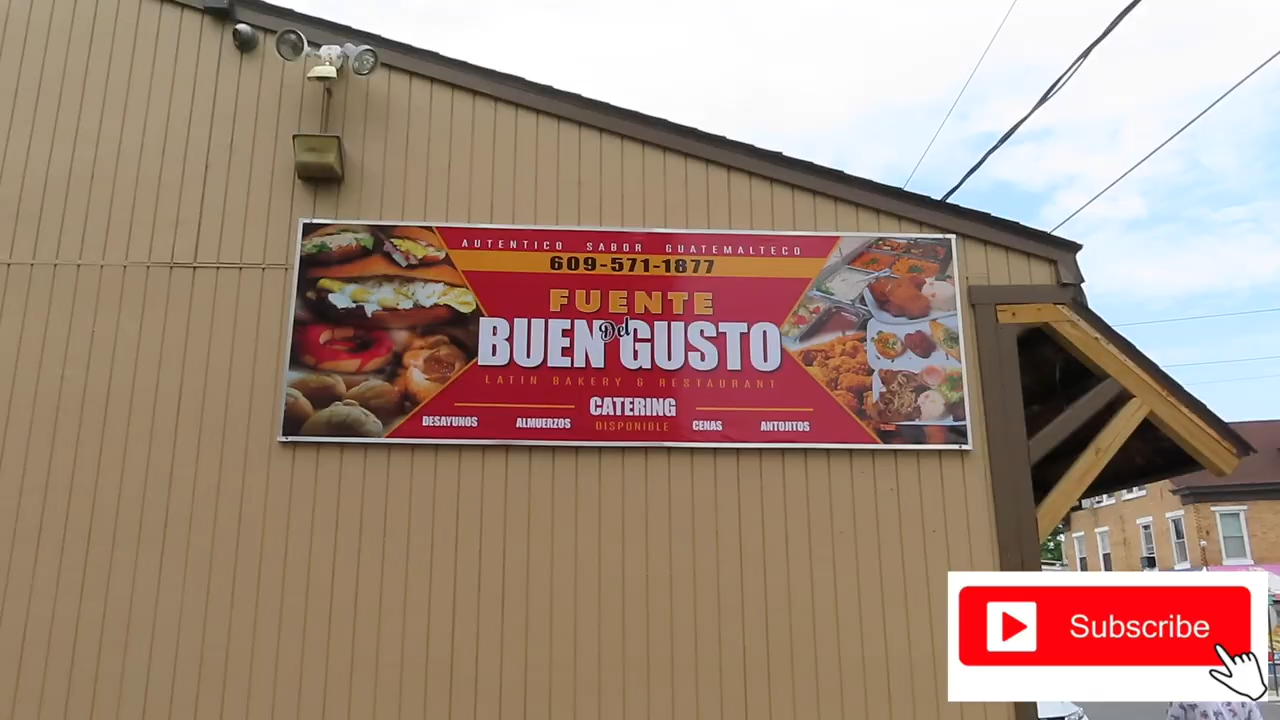 AUTENTICO SABOR GUATEMALTECO
609-571-1877
FUENTE
Del
BUEN GUSTO
LATIN BAKERY & RESTAURANT
CATERING
DISPONIBLE
DESAYUNOS ALMUERZOS CENAS ANTOJITOS
Subscribe